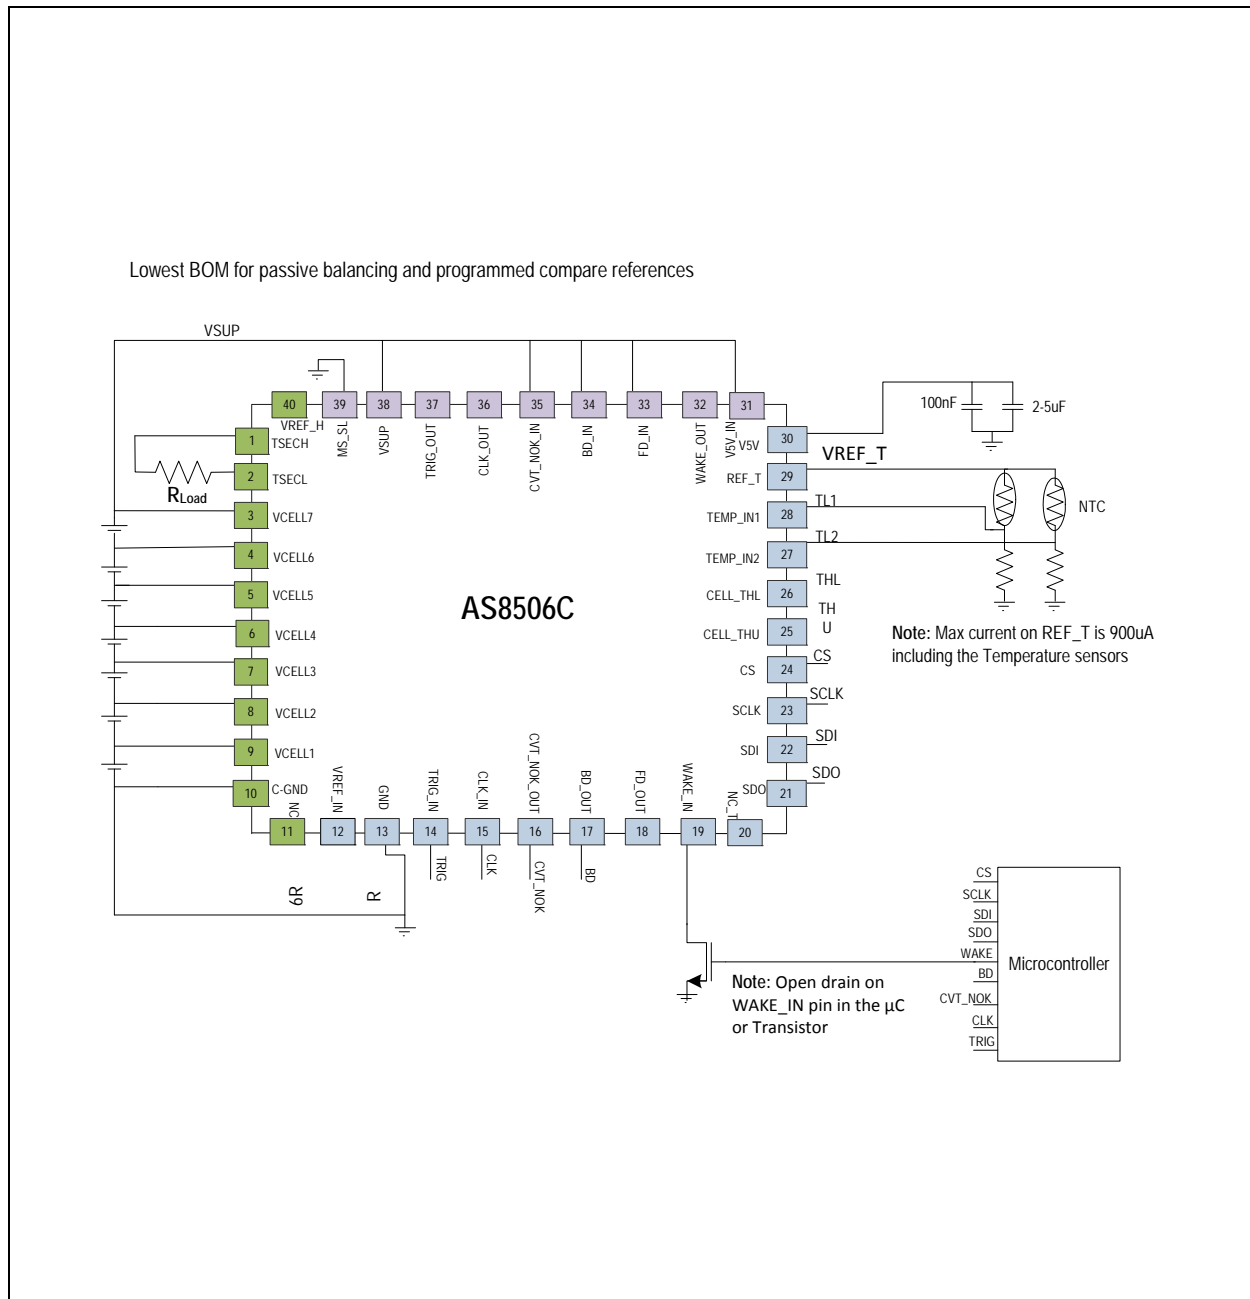 Lowest BOM for passive balancing and programmed compare references
VSUP
40
39
38
37
36
35
34
33
32
31
VREF_H
MS_SL
VSUP
TRIG_OUT
CLK_OUT
CVT_NOK_IN
BD_IN
FD_IN
WAKE_OUT
V5V_IN
1
TSECH
2
TSECL
RLoad
3
VCELL7
4
VCELL6
5
VCELL5
6
VCELL4
7
VCELL3
8
VCELL2
9
VCELL1
10
C-GND
AS8506C
V5V
30
VREF_T
100nF
2-5uF
REF_T
29
TL1
NTC
TEMP_IN1
28
TL2
TEMP_IN2
27
THL
CELL_THL
26
TH
U
CELL_THU
25
Note: Max current on REF_T is 900uA
including the Temperature sensors
CS
CS
24
SCLK
SCLK
23
SDI
SDI
22
SDO
SDO
21
NC
VREF_IN
GND
TRIG_IN
CLK_IN
CVT_NOK_OUT
BD_OUT
FD_OUT
WAKE_IN
NC_T
11
12
13
14
15
16
17
18
19
20
6R
R
TRIG
CLK
CVT_NOK
BD
Note: Open drain on
WAKE_IN pin in the µC
or Transistor
CS
SCLK
SDI
SDO
WAKE
BD
CVT_NOK
CLK
TRIG
Microcontroller